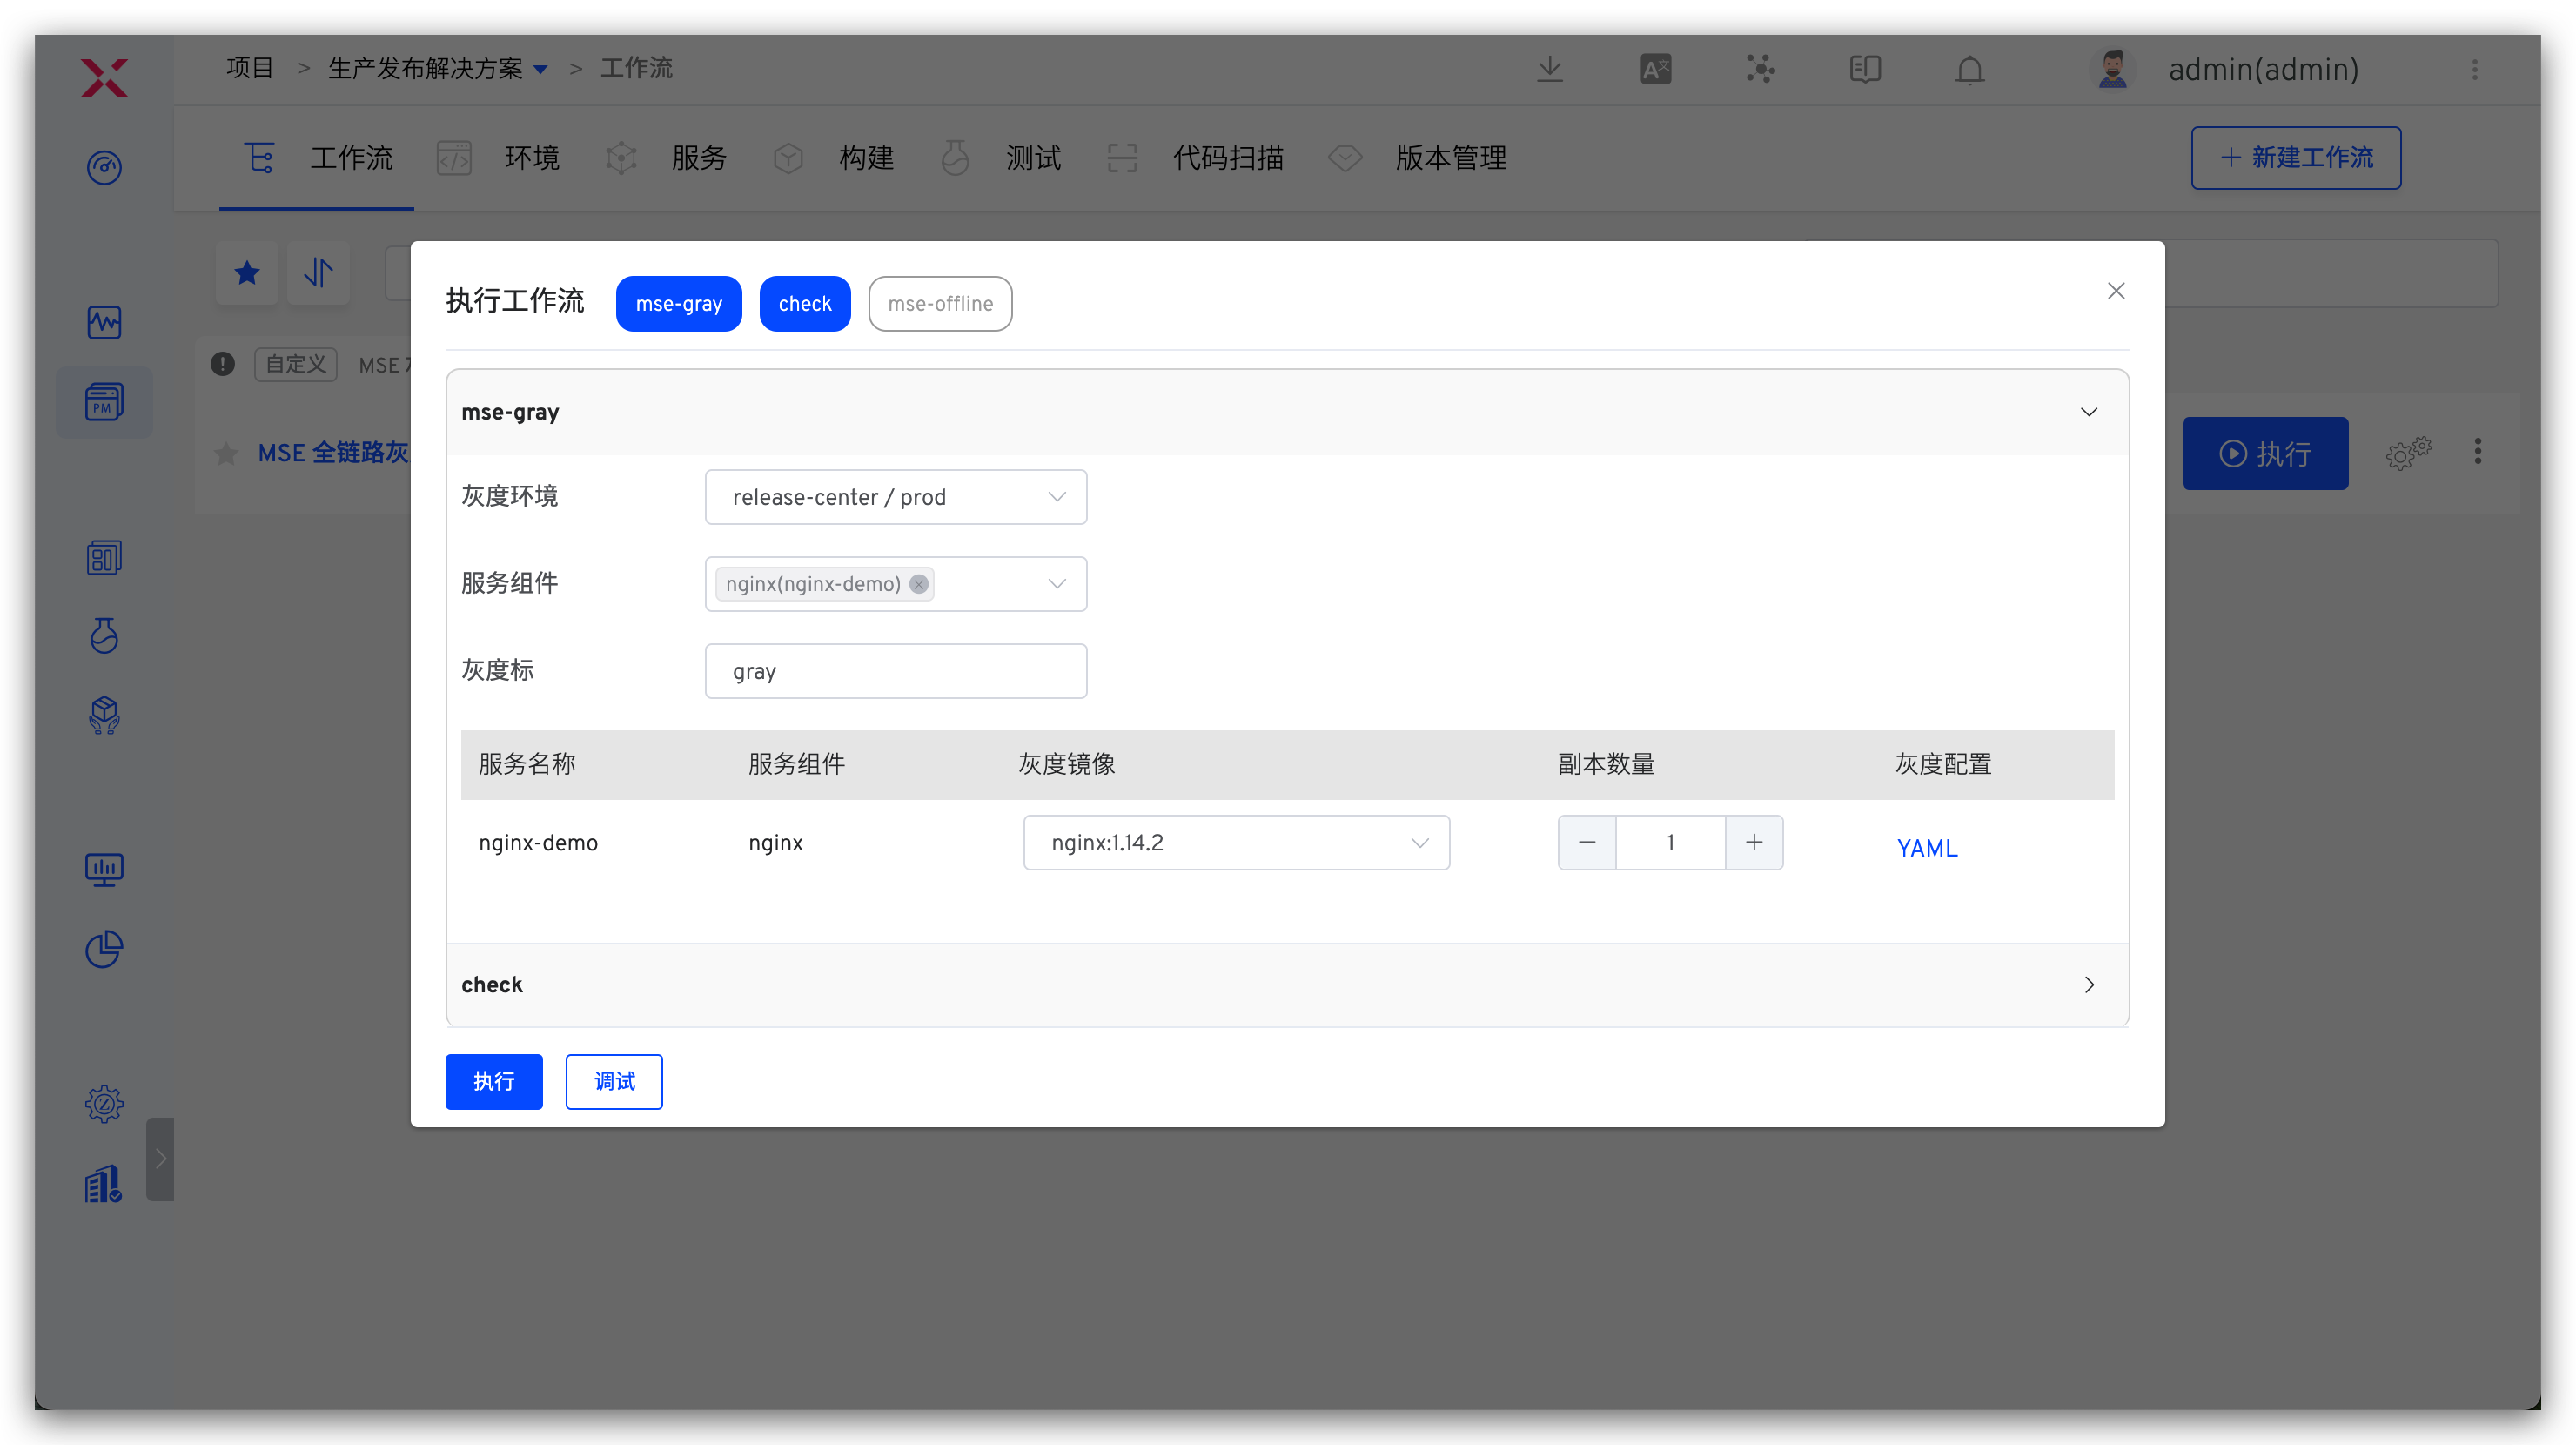 项目 > 生产发布解决方案 > 工作流
admin(admin)
工作流 环境 服务 构建 测试 代码扫描 版本管理
+ 新建工作流
执行工作流 mse-gray check mse-offline
自定义 MSE
PM
MSE 全链路灰
执行
mse-gray
灰度环境 release-center / prod
服务组件 nginx(nginx-demo)
灰度标 gray
服务名称 服务组件 灰度镜像 副本数量 灰度配置
nginx-demo nginx nginx:1.14.2 − 1 + YAML
check
执行 调试